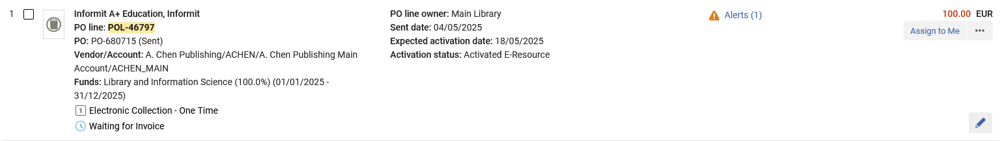 1
Informit A+ Education, Informit
PO line: POL-46797
PO: PO-680715 (Sent)
Vendor/Account: A. Chen Publishing/ACHEN/A. Chen Publishing Main
Account/ACHEN_MAIN
Funds: Library and Information Science (100.0%) (01/01/2025 -
31/12/2025)
1 Electronic Collection - One Time
Waiting for Invoice
PO line owner: Main Library
Sent date: 04/05/2025
Expected activation date: 18/05/2025
Activation status: Activated E-Resource
Alerts (1)
100.00 EUR
Assign to Me